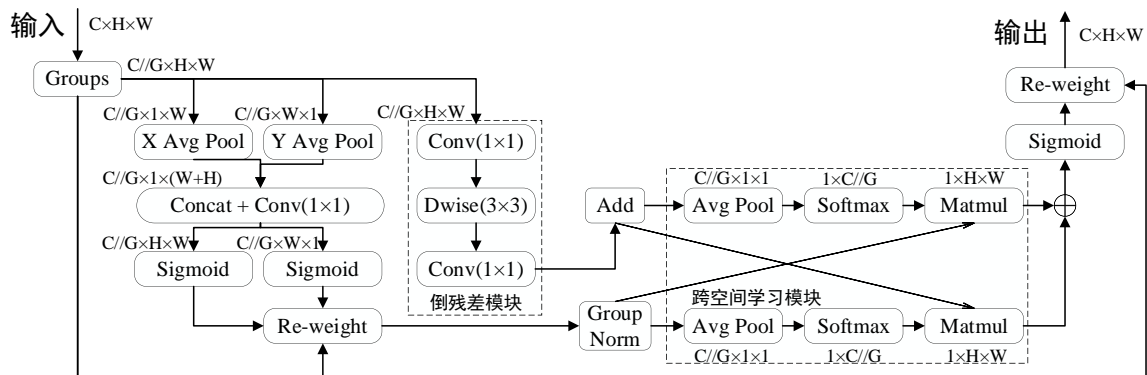 输入
C×H×W
Groups
C//G×H×W
C//G×1×W
C//G×W×1
C//G×H×W
X Avg Pool
Y Avg Pool
Conv(1×1)
C//G×1×(W+H)
Concat + Conv(1×1)
Dwise(3×3)
C//G×H×W
C//G×W×1
Sigmoid
Sigmoid
Conv(1×1)
倒残差模块
Re-weight
Add
Group
Norm
C//G×1×1
1×C//G
1×H×W
Avg Pool
Softmax
Matmul
跨空间学习模块
Avg Pool
Softmax
Matmul
C//G×1×1
1×C//G
1×H×W
输出
C×H×W
Re-weight
Sigmoid